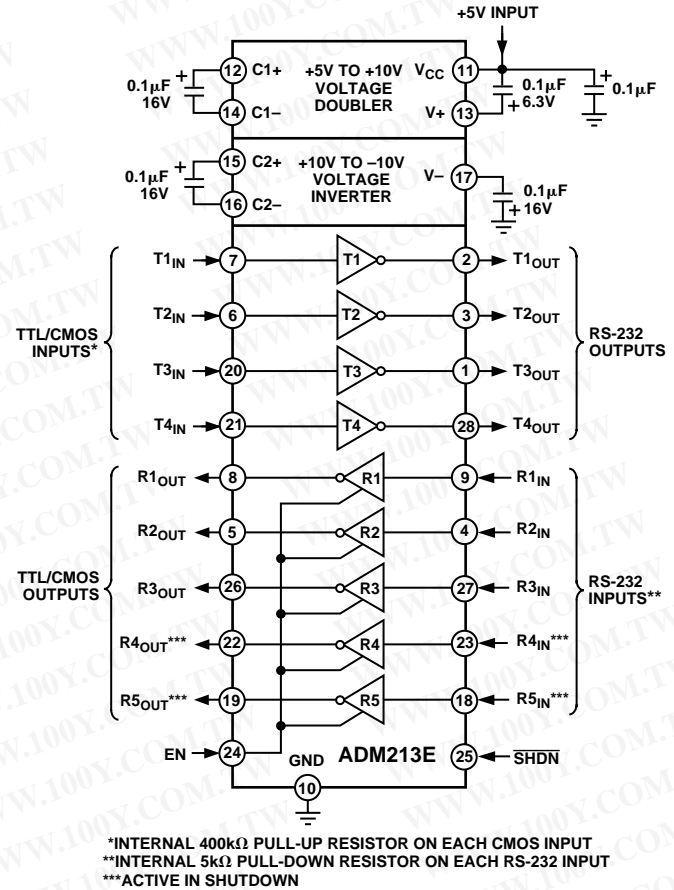 +5V INPUT
12 C1+ +5V TO +10V VCC 11
0.1µF + VOLTAGE 0.1µF + 0.1µF
16V DOUBLER + 6.3V
14 C1– V+ 13
15 C2+ +10V TO –10V
0.1µF + VOLTAGE V– 17
16V INVERTER 0.1µF
16 C2– + 16V
T1IN 7 T1 2 T1OUT
T2IN 6 T2 3 T2OUT
TTL/CMOS RS-232
INPUTS* OUTPUTS
T3IN 20 T3 1 T3OUT
T4IN 21 T4 28 T4OUT
R1OUT 8 R1 9 R1IN
R2OUT 5 R2 4 R2IN
TTL/CMOS RS-232
OUTPUTS INPUTS**
R3OUT 26 R3 27 R3IN
R4OUT*** 22 R4 23 R4IN***
R5OUT*** 19 R5 18 R5IN***
EN 24 GND ADM213E 25 SHDN
10
*INTERNAL 400kΩ PULL-UP RESISTOR ON EACH CMOS INPUT
**INTERNAL 5kΩ PULL-DOWN RESISTOR ON EACH RS-232 INPUT
***ACTIVE IN SHUTDOWN
WWW.100Y.COM.TW